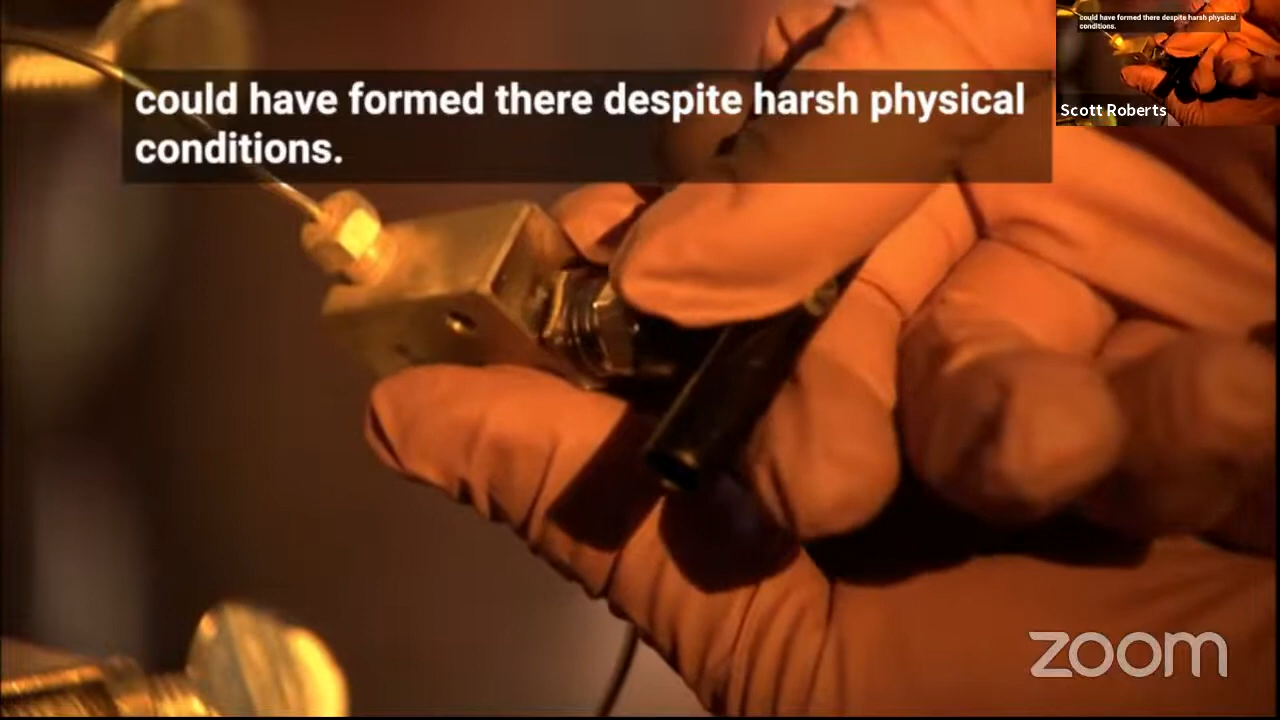 could have formed there despite harsh physical
conditions.
could have formed there despite harsh physical
conditions.
Scott Roberts
zoom